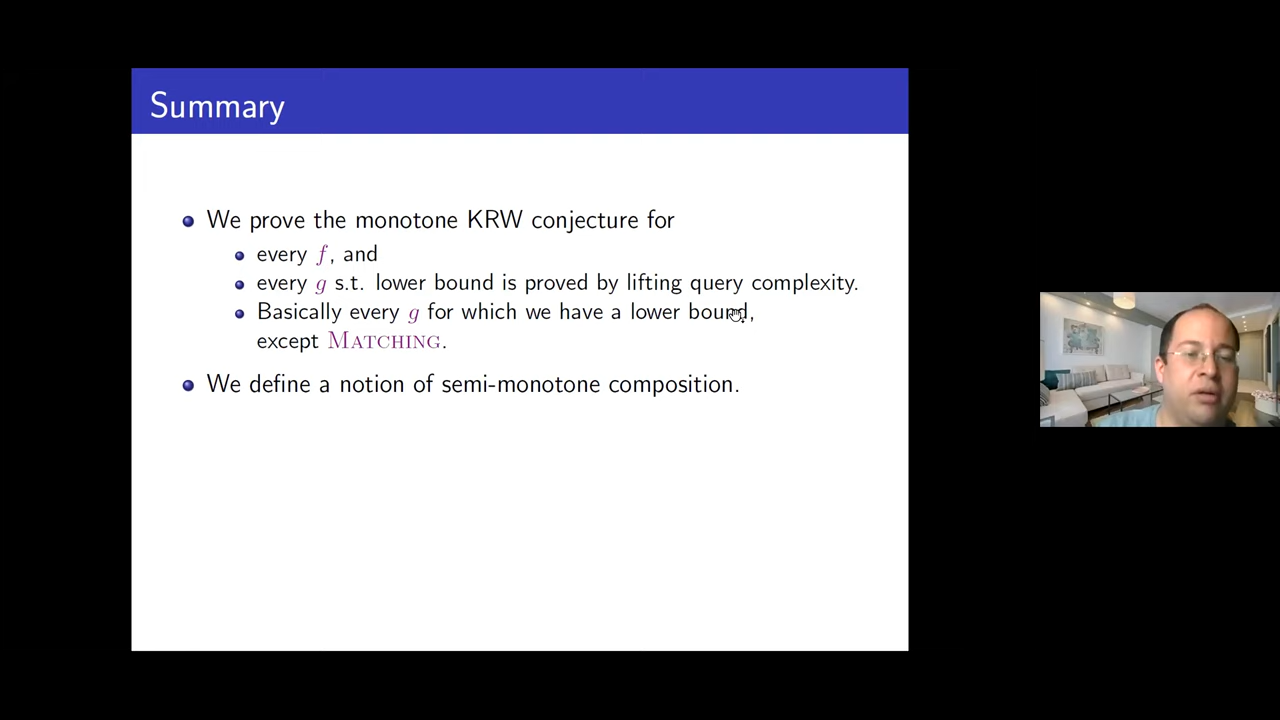 Summary
We prove the monotone KRW conjecture for
every f, and
every g s.t. lower bound is proved by lifting query complexity.
Basically every g for which we have a lower bound,
except MATCHING.
We define a notion of semi-monotone composition.